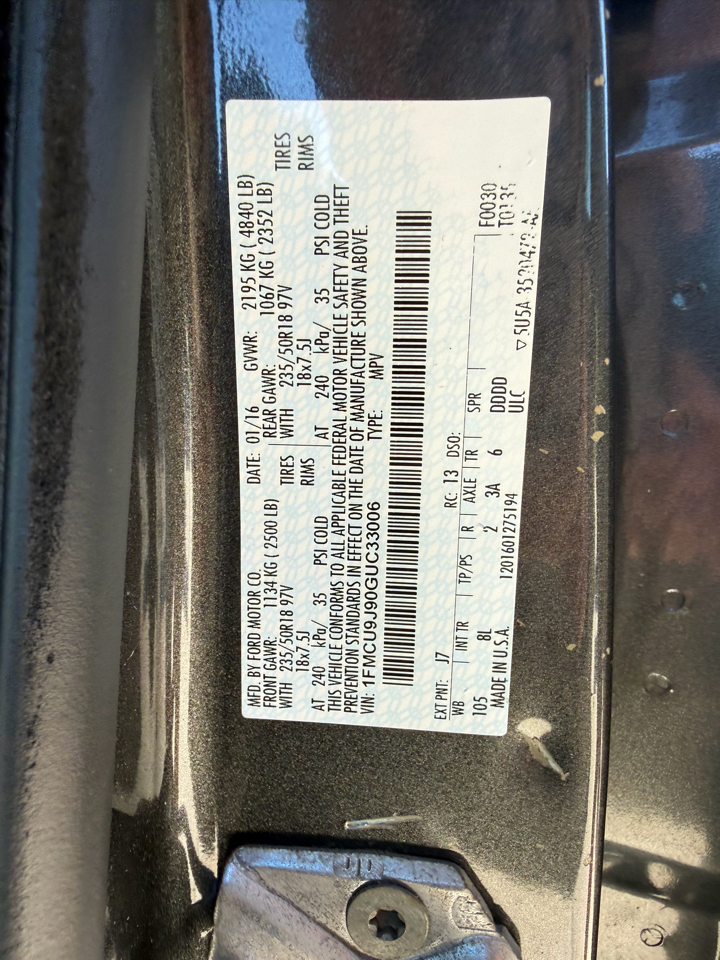 MFD. BY FORD MOTOR CO.
DATE: 01/16 GVWR: 2195 KG ( 4840 LB)
FRONT GAWR: 1134 KG ( 2500 LB) REAR GAWR: 1067 KG ( 2352 LB)
WITH 235/50R18 97V TIRES WITH 235/50R18 97V TIRES
18x7.5J RIMS 18x7.5J RIMS
AT 240 kPa/ 35 PSI COLD AT 240 kPa/ 35 PSI COLD
THIS VEHICLE CONFORMS TO ALL APPLICABLE FEDERAL MOTOR VEHICLE SAFETY AND THEFT
PREVENTION STANDARDS IN EFFECT ON THE DATE OF MANUFACTURE SHOWN ABOVE.
VIN: 1FMCU9J90GUC33006 TYPE: MPV
EXT PNT: J7 RC: 13 DSO:
WB INT TR TP/PS R AXLE TR SPR F0030
105 8L 2 3A 6 DDDD
MADE IN U.S.A. 1201601275194 ULC